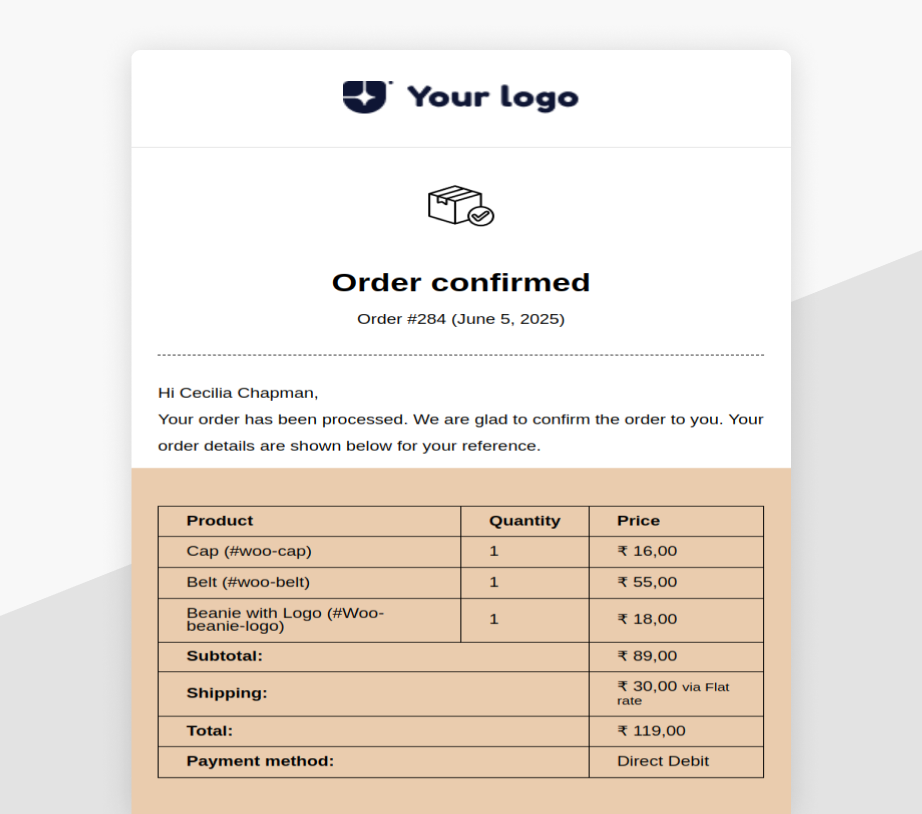 Your logo
Order confirmed
Order #284 (June 5, 2025)
Hi Cecilia Chapman,
Your order has been processed. We are glad to confirm the order to you. Your
order details are shown below for your reference.
Product Quantity Price
Cap (#woo-cap) 1 ₹ 16,00
Belt (#woo-belt) 1 ₹ 55,00
Beanie with Logo (#Woo-
beanie-logo) 1 ₹ 18,00
Subtotal: ₹ 89,00
Shipping: ₹ 30,00 via Flat
rate
Total: ₹ 119,00
Payment method: Direct Debit